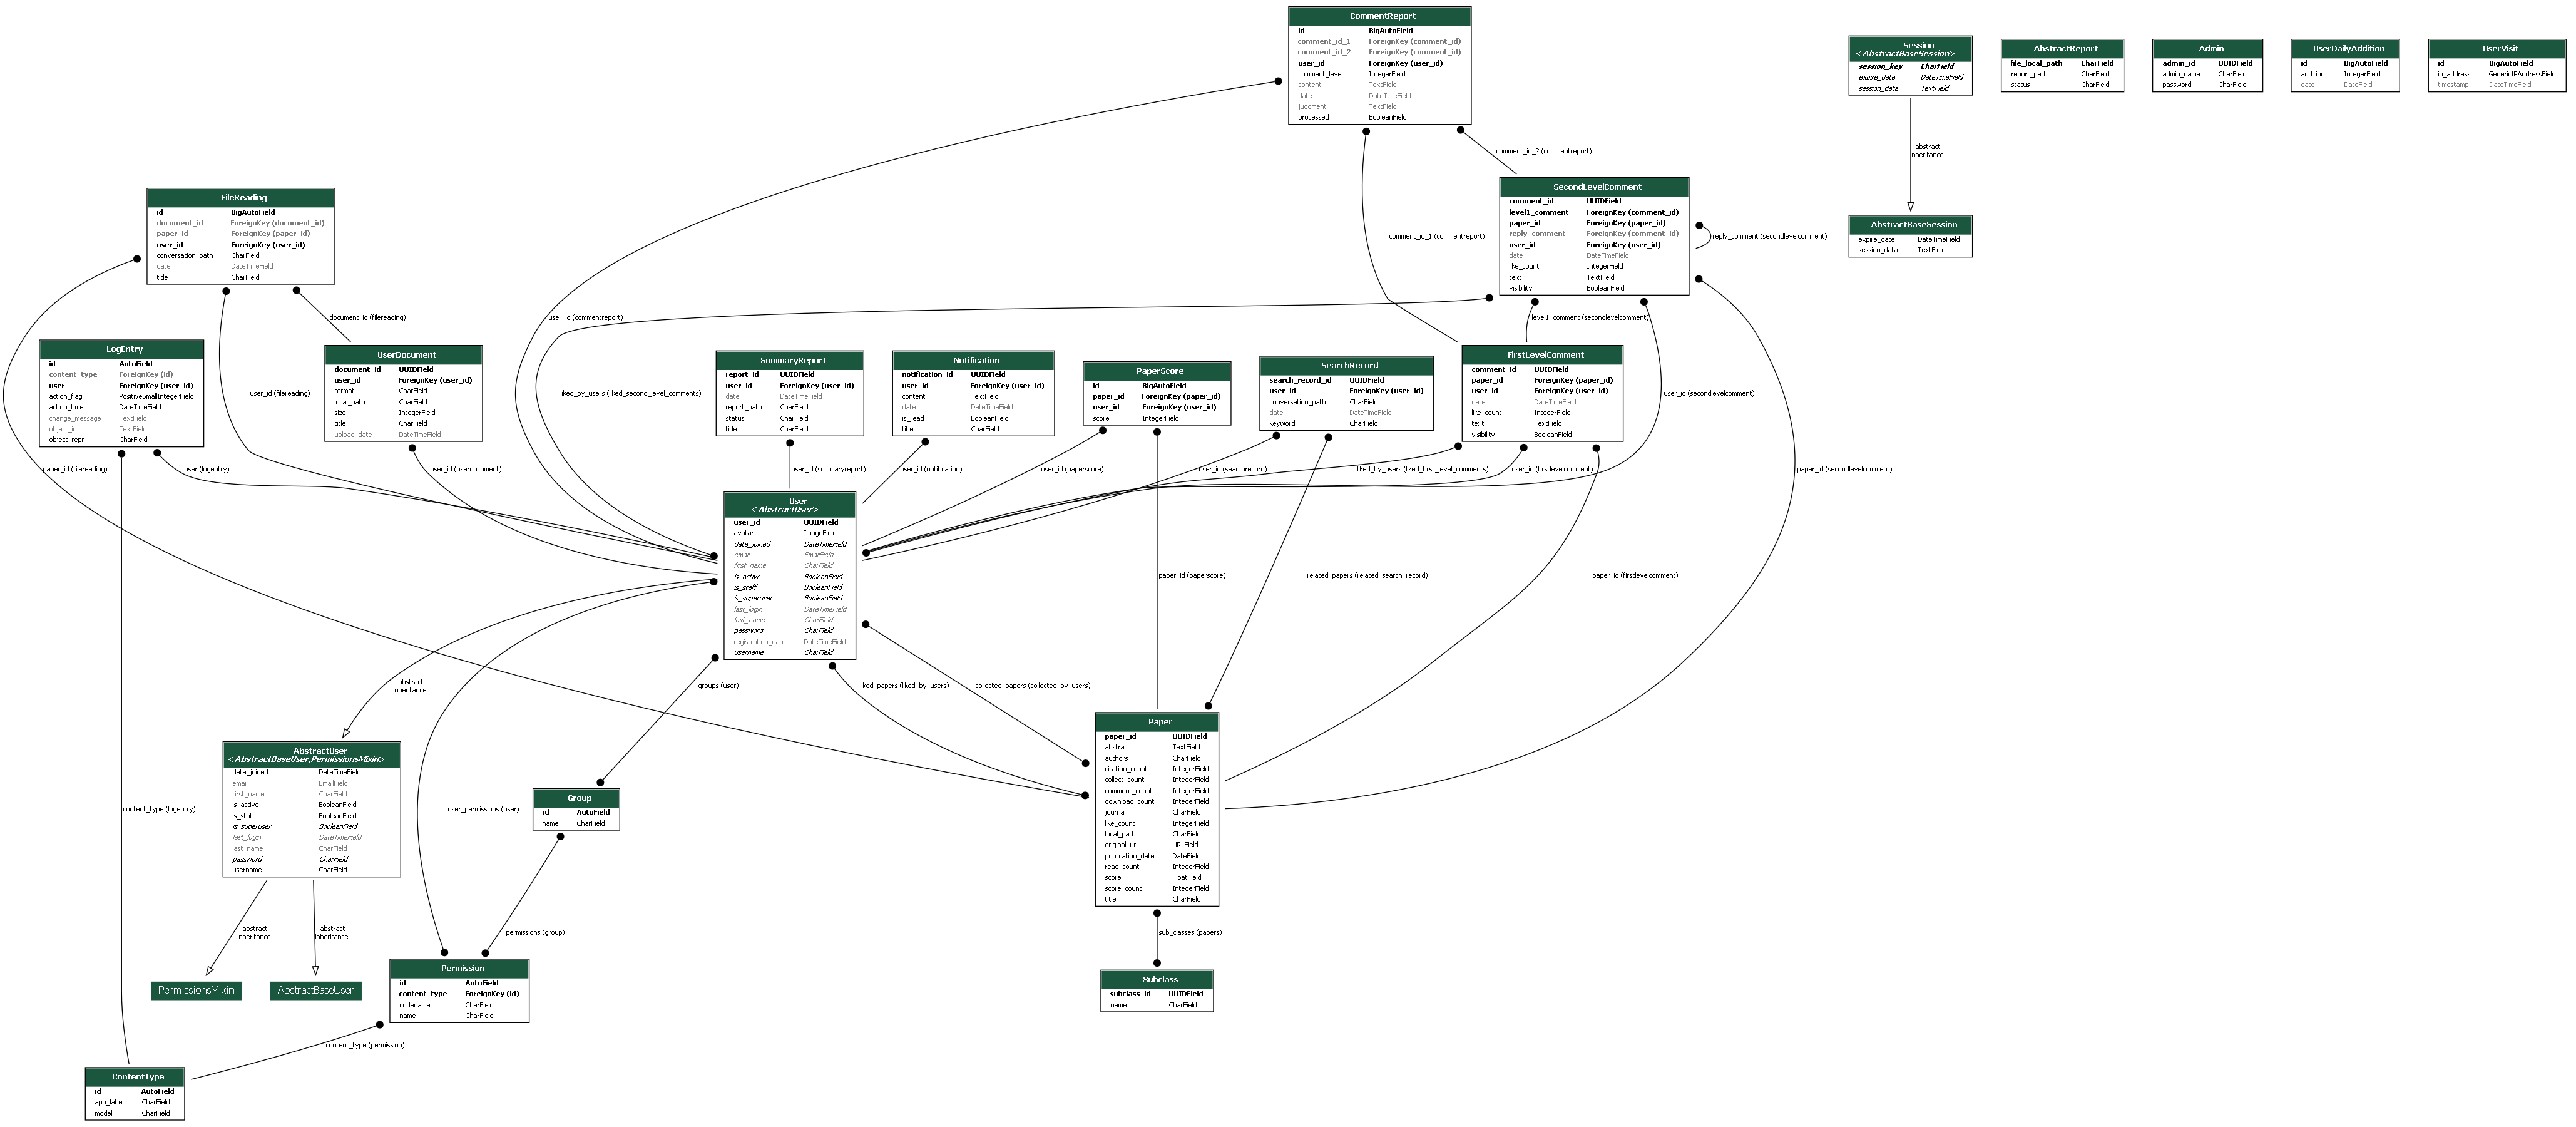 CommentReport
id BigAutoField
comment_id_1 ForeignKey (comment_id)
comment_id_2 ForeignKey (comment_id)
user_id ForeignKey (user_id)
comment_level IntegerField
content TextField
date DateTimeField
judgment TextField
processed BooleanField
Session
<AbstractBaseSession>
session_key CharField
expire_date DateTimeField
session_data TextField
AbstractReport
file_local_path CharField
report_path CharField
status CharField
Admin
admin_id UUIDField
admin_name CharField
password CharField
UserDailyAddition
id BigAutoField
addition IntegerField
date DateField
UserVisit
id BigAutoField
ip_address GenericIPAddressField
timestamp DateTimeField
comment_id_2 (commentreport)
abstract
inheritance
FileReading
id BigAutoField
document_id ForeignKey (document_id)
paper_id ForeignKey (paper_id)
user_id ForeignKey (user_id)
conversation_path CharField
date DateTimeField
title CharField
SecondLevelComment
comment_id UUIDField
level1_comment ForeignKey (comment_id)
paper_id ForeignKey (paper_id)
reply_comment ForeignKey (comment_id)
user_id ForeignKey (user_id)
date DateTimeField
like_count IntegerField
text TextField
visibility BooleanField
comment_id_1 (commentreport)
reply_comment (secondlevelcomment)
AbstractBaseSession
expire_date DateTimeField
session_data TextField
document_id (filereading)
user_id (commentreport)
level1_comment (secondlevelcomment)
LogEntry
id AutoField
content_type ForeignKey (id)
user ForeignKey (user_id)
action_flag PositiveSmallIntegerField
action_time DateTimeField
change_message TextField
object_id TextField
object_repr CharField
user_id (filereading)
UserDocument
document_id UUIDField
user_id ForeignKey (user_id)
format CharField
local_path CharField
size IntegerField
title CharField
upload_date DateTimeField
liked_by_users (liked_second_level_comments)
SummaryReport
report_id UUIDField
user_id ForeignKey (user_id)
date DateTimeField
report_path CharField
status CharField
title CharField
Notification
notification_id UUIDField
user_id ForeignKey (user_id)
content TextField
date DateTimeField
is_read BooleanField
title CharField
PaperScore
id BigAutoField
paper_id ForeignKey (paper_id)
user_id ForeignKey (user_id)
score IntegerField
SearchRecord
search_record_id UUIDField
user_id ForeignKey (user_id)
conversation_path CharField
date DateTimeField
keyword CharField
FirstLevelComment
comment_id UUIDField
paper_id ForeignKey (paper_id)
user_id ForeignKey (user_id)
date DateTimeField
like_count IntegerField
text TextField
visibility BooleanField
user_id (secondlevelcomment)
paper_id (filereading)
user (logentry)
user_id (userdocument)
user_id (summaryreport)
user_id (notification)
user_id (paperscore)
user_id (searchrecord)
liked_by_users (liked_first_level_comments)
user_id (firstlevelcomment)
paper_id (secondlevelcomment)
User
<AbstractUser>
user_id UUIDField
avatar ImageField
date_joined DateTimeField
email EmailField
first_name CharField
is_active BooleanField
is_staff BooleanField
is_superuser BooleanField
last_login DateTimeField
last_name CharField
password CharField
registration_date DateTimeField
username CharField
paper_id (paperscore)
related_papers (related_search_record)
paper_id (firstlevelcomment)
abstract
inheritance
groups (user)
liked_papers (liked_by_users)
collected_papers (collected_by_users)
AbstractUser
<AbstractBaseUser,PermissionsMixin>
date_joined DateTimeField
email EmailField
first_name CharField
is_active BooleanField
is_staff BooleanField
is_superuser BooleanField
last_login DateTimeField
last_name CharField
password CharField
username CharField
Paper
paper_id UUIDField
abstract TextField
authors CharField
citation_count IntegerField
collect_count IntegerField
comment_count IntegerField
download_count IntegerField
journal CharField
like_count IntegerField
local_path CharField
original_url URLField
publication_date DateField
read_count IntegerField
score FloatField
score_count IntegerField
title CharField
content_type (logentry)
user_permissions (user)
Group
id AutoField
name CharField
abstract
inheritance
abstract
inheritance
permissions (group)
sub_classes (papers)
PermissionsMixin
AbstractBaseUser
Permission
id AutoField
content_type ForeignKey (id)
codename CharField
name CharField
Subclass
subclass_id UUIDField
name CharField
content_type (permission)
ContentType
id AutoField
app_label CharField
model CharField